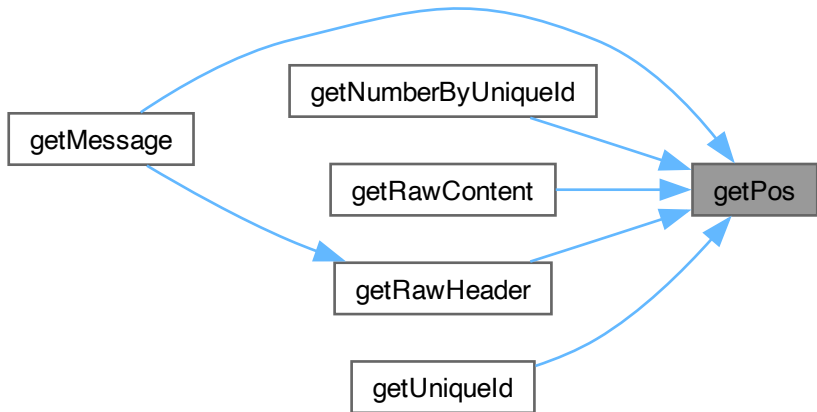 getNumberByUniqueId
getMessage
getRawContent
getPos
getRawHeader
getUniqueId